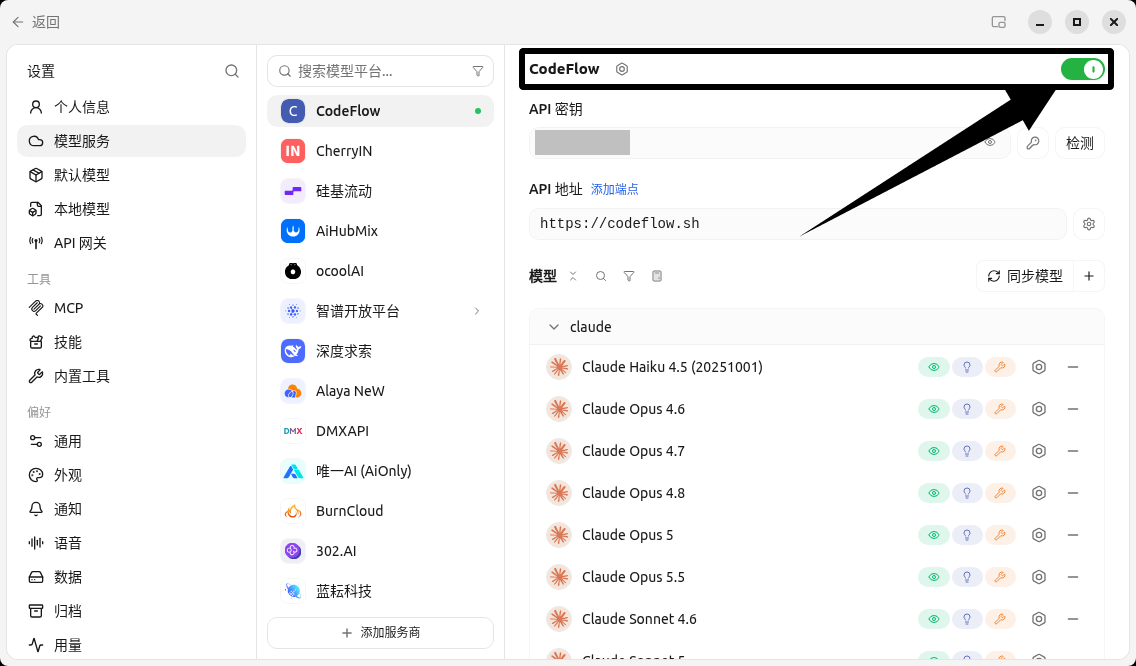 返回
设置
个人信息
模型服务
默认模型
本地模型
API 网关
工具
MCP
技能
内置工具
偏好
通用
外观
通知
语音
数据
归档
用量
搜索模型平台...
C CodeFlow
IN CherryIN
硅基流动
AiHubMix
ocoolAI
智谱开放平台
深度求索
Alaya NeW
DMX DMXAPI
唯一AI (AiOnly)
BurnCloud
302.AI
蓝耘科技
添加服务商
CodeFlow
API 密钥
检测
API 地址 添加端点
https://codeflow.sh
模型 同步模型
claude
Claude Haiku 4.5 (20251001)
Claude Opus 4.6
Claude Opus 4.7
Claude Opus 4.8
Claude Opus 5
Claude Opus 5.5
Claude Sonnet 4.6
Claude Sonnet 5